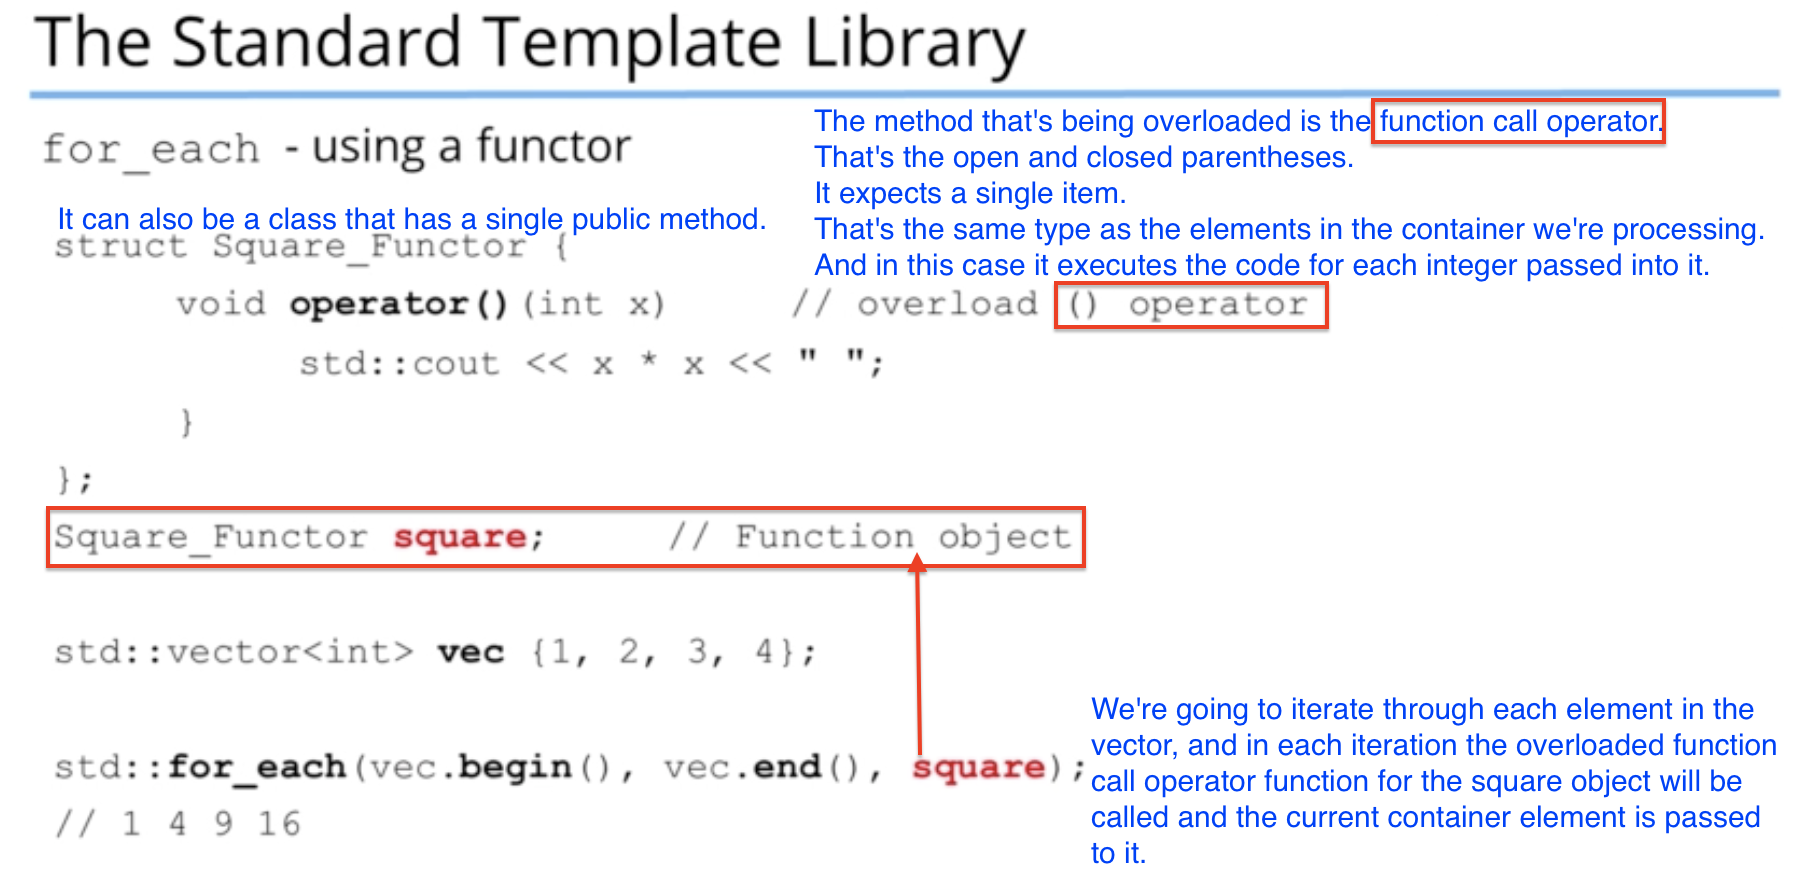 The Standard Template Library
for_each - using a functor
The method that's being overloaded is the function call operator.
That's the open and closed parentheses.
It expects a single item.
That's the same type as the elements in the container we're processing.
And in this case it executes the code for each integer passed into it.
It can also be a class that has a single public method.
struct Square_Functor {
void operator()(int x) // overload () operator
std::cout << x * x << " ";
}
};
Square_Functor square; // Function object
std::vector<int> vec {1, 2, 3, 4};
std::for_each(vec.begin(), vec.end(), square);
// 1 4 9 16
We're going to iterate through each element in the
vector, and in each iteration the overloaded function
call operator function for the square object will be
called and the current container element is passed
to it.